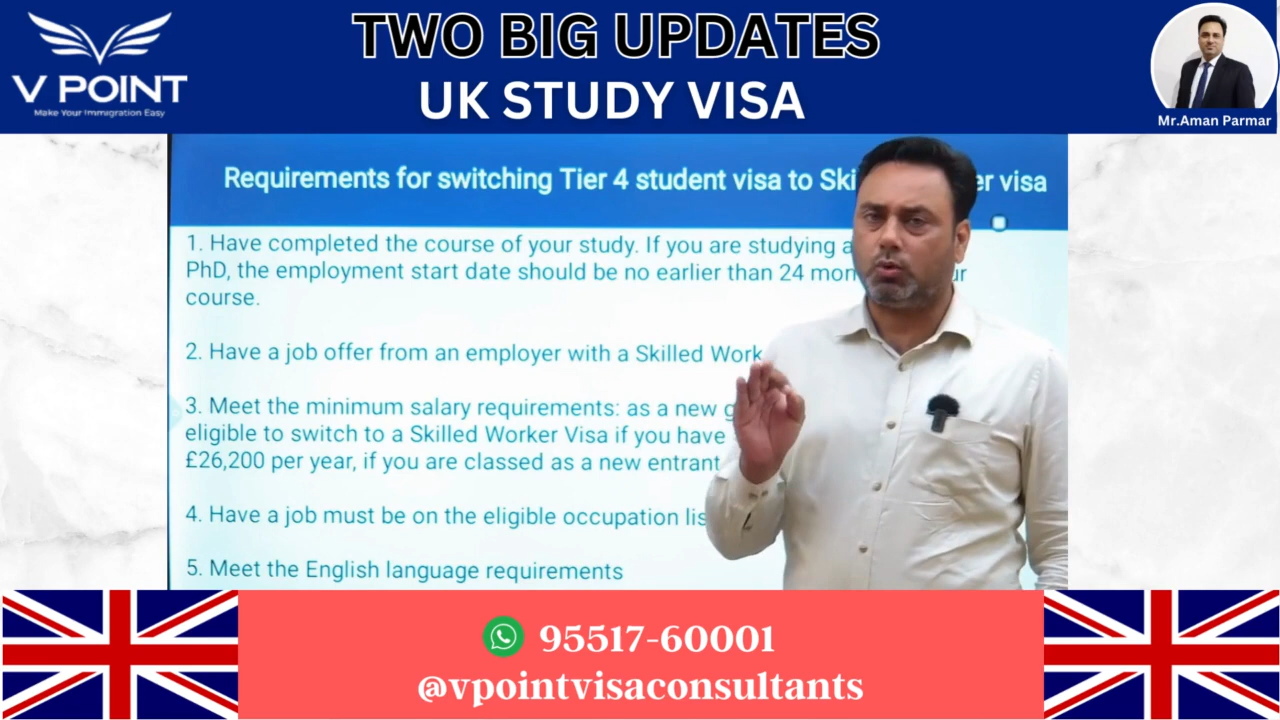 V POINT
Make Your Immigration Easy
TWO BIG UPDATES
UK STUDY VISA
Mr.Aman Parmar
Requirements for switching Tier 4 student visa to Ski er visa
1. Have completed the course of your study. If you are studying a
PhD, the employment start date should be no earlier than 24 mon
course.
2. Have a job offer from an employer with a Skilled Work
3. Meet the minimum salary requirements: as a new g
eligible to switch to a Skilled Worker Visa if you have
£26,200 per year, if you are classed as a new entrant
4. Have a job must be on the eligible occupation lis
5. Meet the English language requirements
95517-60001
@vpointvisaconsultants